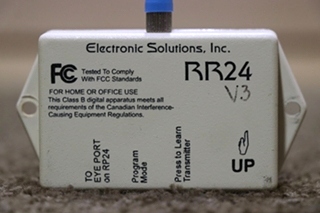 Electronic Solutions, Inc.
FC Tested To Comply
With FCC Standards
RR24
FOR HOME OR OFFICE USE
This Class B digital apparatus meets all
requirements of the Canadian Interference-
Causing Equipment Regulations.
V3
TO
EYE PORT
on RP24
Program
Mode
Press to Learn
Transmitter
UP